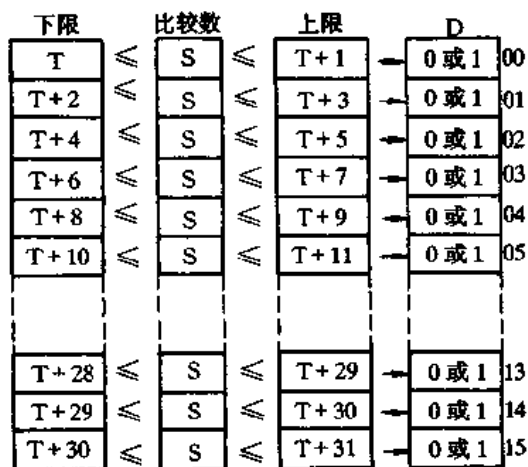 下限 比较数 上限 D
T ≤ S ≤ T+1 → 0或1 00
T+2 ≤ S ≤ T+3 → 0或1 01
T+4 ≤ S ≤ T+5 → 0或1 02
T+6 ≤ S ≤ T+7 → 0或1 03
T+8 ≤ S ≤ T+9 → 0或1 04
T+10 ≤ S ≤ T+11 → 0或1 05
T+28 ≤ S ≤ T+29 → 0或1 13
T+29 ≤ S ≤ T+30 → 0或1 14
T+30 ≤ S ≤ T+31 → 0或1 15